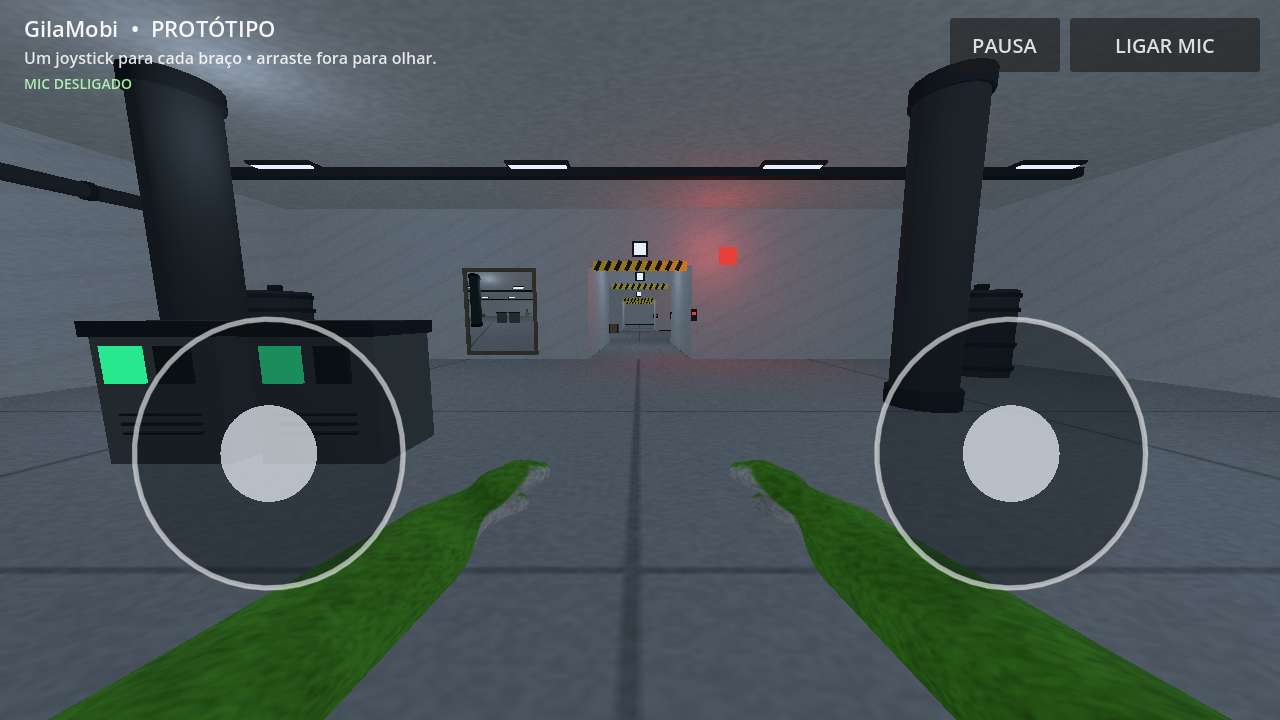 GilaMobi • PROTÓTIPO
Um joystick para cada braço • arraste fora para olhar.
MIC DESLIGADO
PAUSA
LIGAR MIC